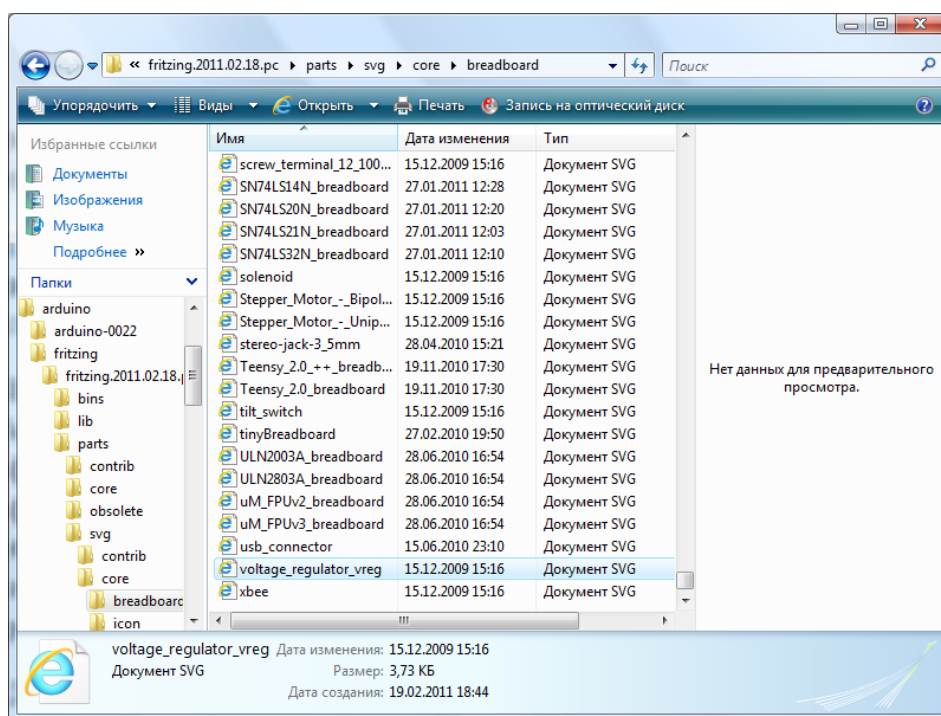 « fritzing.2011.02.18.pc ▸ parts ▸ svg ▸ core ▸ breadboard
Поиск
Упорядочить Виды Открыть Печать Запись на оптический диск
Избранные ссылки
Документы
Изображения
Музыка
Подробнее »
Папки
arduino
arduino-0022
fritzing
fritzing.2011.02.18.
bins
lib
parts
contrib
core
obsolete
svg
contrib
core
breadboard
icon
Имя Дата изменения Тип
screw_terminal_12_100... 15.12.2009 15:16 Документ SVG
SN74LS14N_breadboard 27.01.2011 12:28 Документ SVG
SN74LS20N_breadboard 27.01.2011 12:20 Документ SVG
SN74LS21N_breadboard 27.01.2011 12:03 Документ SVG
SN74LS32N_breadboard 27.01.2011 12:10 Документ SVG
solenoid 15.12.2009 15:16 Документ SVG
Stepper_Motor_-_Bipol... 15.12.2009 15:16 Документ SVG
Stepper_Motor_-_Unip... 15.12.2009 15:16 Документ SVG
stereo-jack-3_5mm 28.04.2010 15:21 Документ SVG
Teensy_2.0_++_breadb... 19.11.2010 17:30 Документ SVG
Teensy_2.0_breadboard 19.11.2010 17:30 Документ SVG
tilt_switch 15.12.2009 15:16 Документ SVG
tinyBreadboard 27.02.2010 19:50 Документ SVG
ULN2003A_breadboard 28.06.2010 16:54 Документ SVG
ULN2803A_breadboard 28.06.2010 16:54 Документ SVG
uM_FPUv2_breadboard 28.06.2010 16:54 Документ SVG
uM_FPUv3_breadboard 28.06.2010 16:54 Документ SVG
usb_connector 15.06.2010 23:10 Документ SVG
voltage_regulator_vreg 15.12.2009 15:16 Документ SVG
xbee 15.12.2009 15:16 Документ SVG
Нет данных для предварительного
просмотра.
voltage_regulator_vreg Дата изменения: 15.12.2009 15:16
Документ SVG Размер: 3,73 КБ
Дата создания: 19.02.2011 18:44